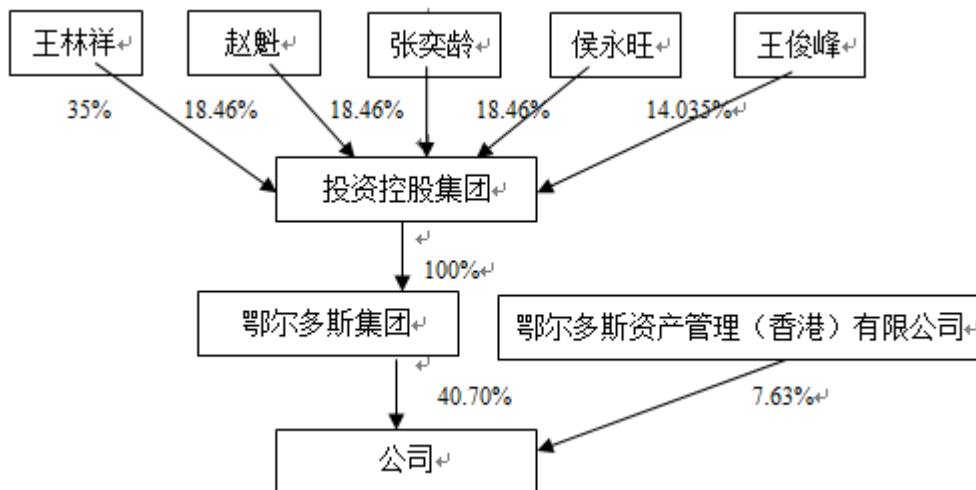 王林祥
赵魁
张奕龄
侯永旺
王俊峰
35%
18.46%
18.46%
18.46%
14.035%
投资控股集团
100%
鄂尔多斯集团
鄂尔多斯资产管理（香港）有限公司
40.70%
7.63%
公司